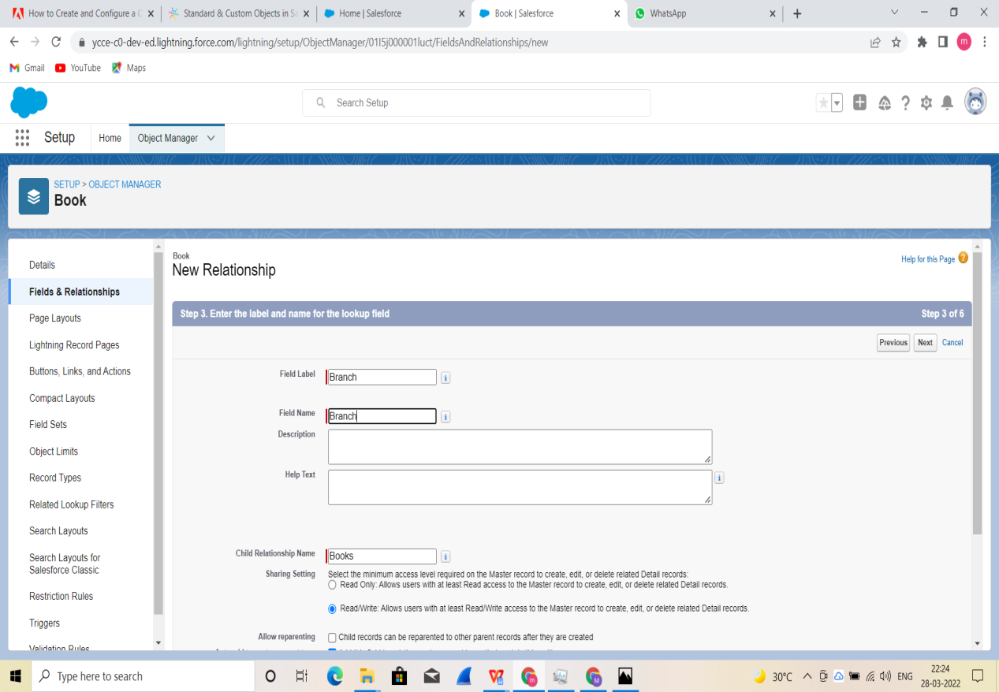 How to Create and Configure a C
Standard & Custom Objects in Sa
Home | Salesforce
Book | Salesforce
WhatsApp
ycce-c0-dev-ed.lightning.force.com/lightning/setup/ObjectManager/01I5j000001luct/FieldsAndRelationships/new
m
Gmail
YouTube
Maps
Search Setup
Setup
Home
Object Manager
SETUP > OBJECT MANAGER
Book
Details
Fields & Relationships
Page Layouts
Lightning Record Pages
Buttons, Links, and Actions
Compact Layouts
Field Sets
Object Limits
Record Types
Related Lookup Filters
Search Layouts
Search Layouts for
Salesforce Classic
Restriction Rules
Triggers
Validation Rules
Book
New Relationship
Help for this Page
Step 3. Enter the label and name for the lookup field
Step 3 of 6
Previous
Next
Cancel
Field Label
Branch
Field Name
Branch
Description
Help Text
Child Relationship Name
Books
Sharing Setting
Select the minimum access level required on the Master record to create, edit, or delete related Detail records:
Read Only: Allows users with at least Read access to the Master record to create, edit, or delete related Detail records.
Read/Write: Allows users with at least Read/Write access to the Master record to create, edit, or delete related Detail records.
Allow reparenting
Child records can be reparented to other parent records after they are created
Type here to search
30°C
ENG
22:24
28-03-2022